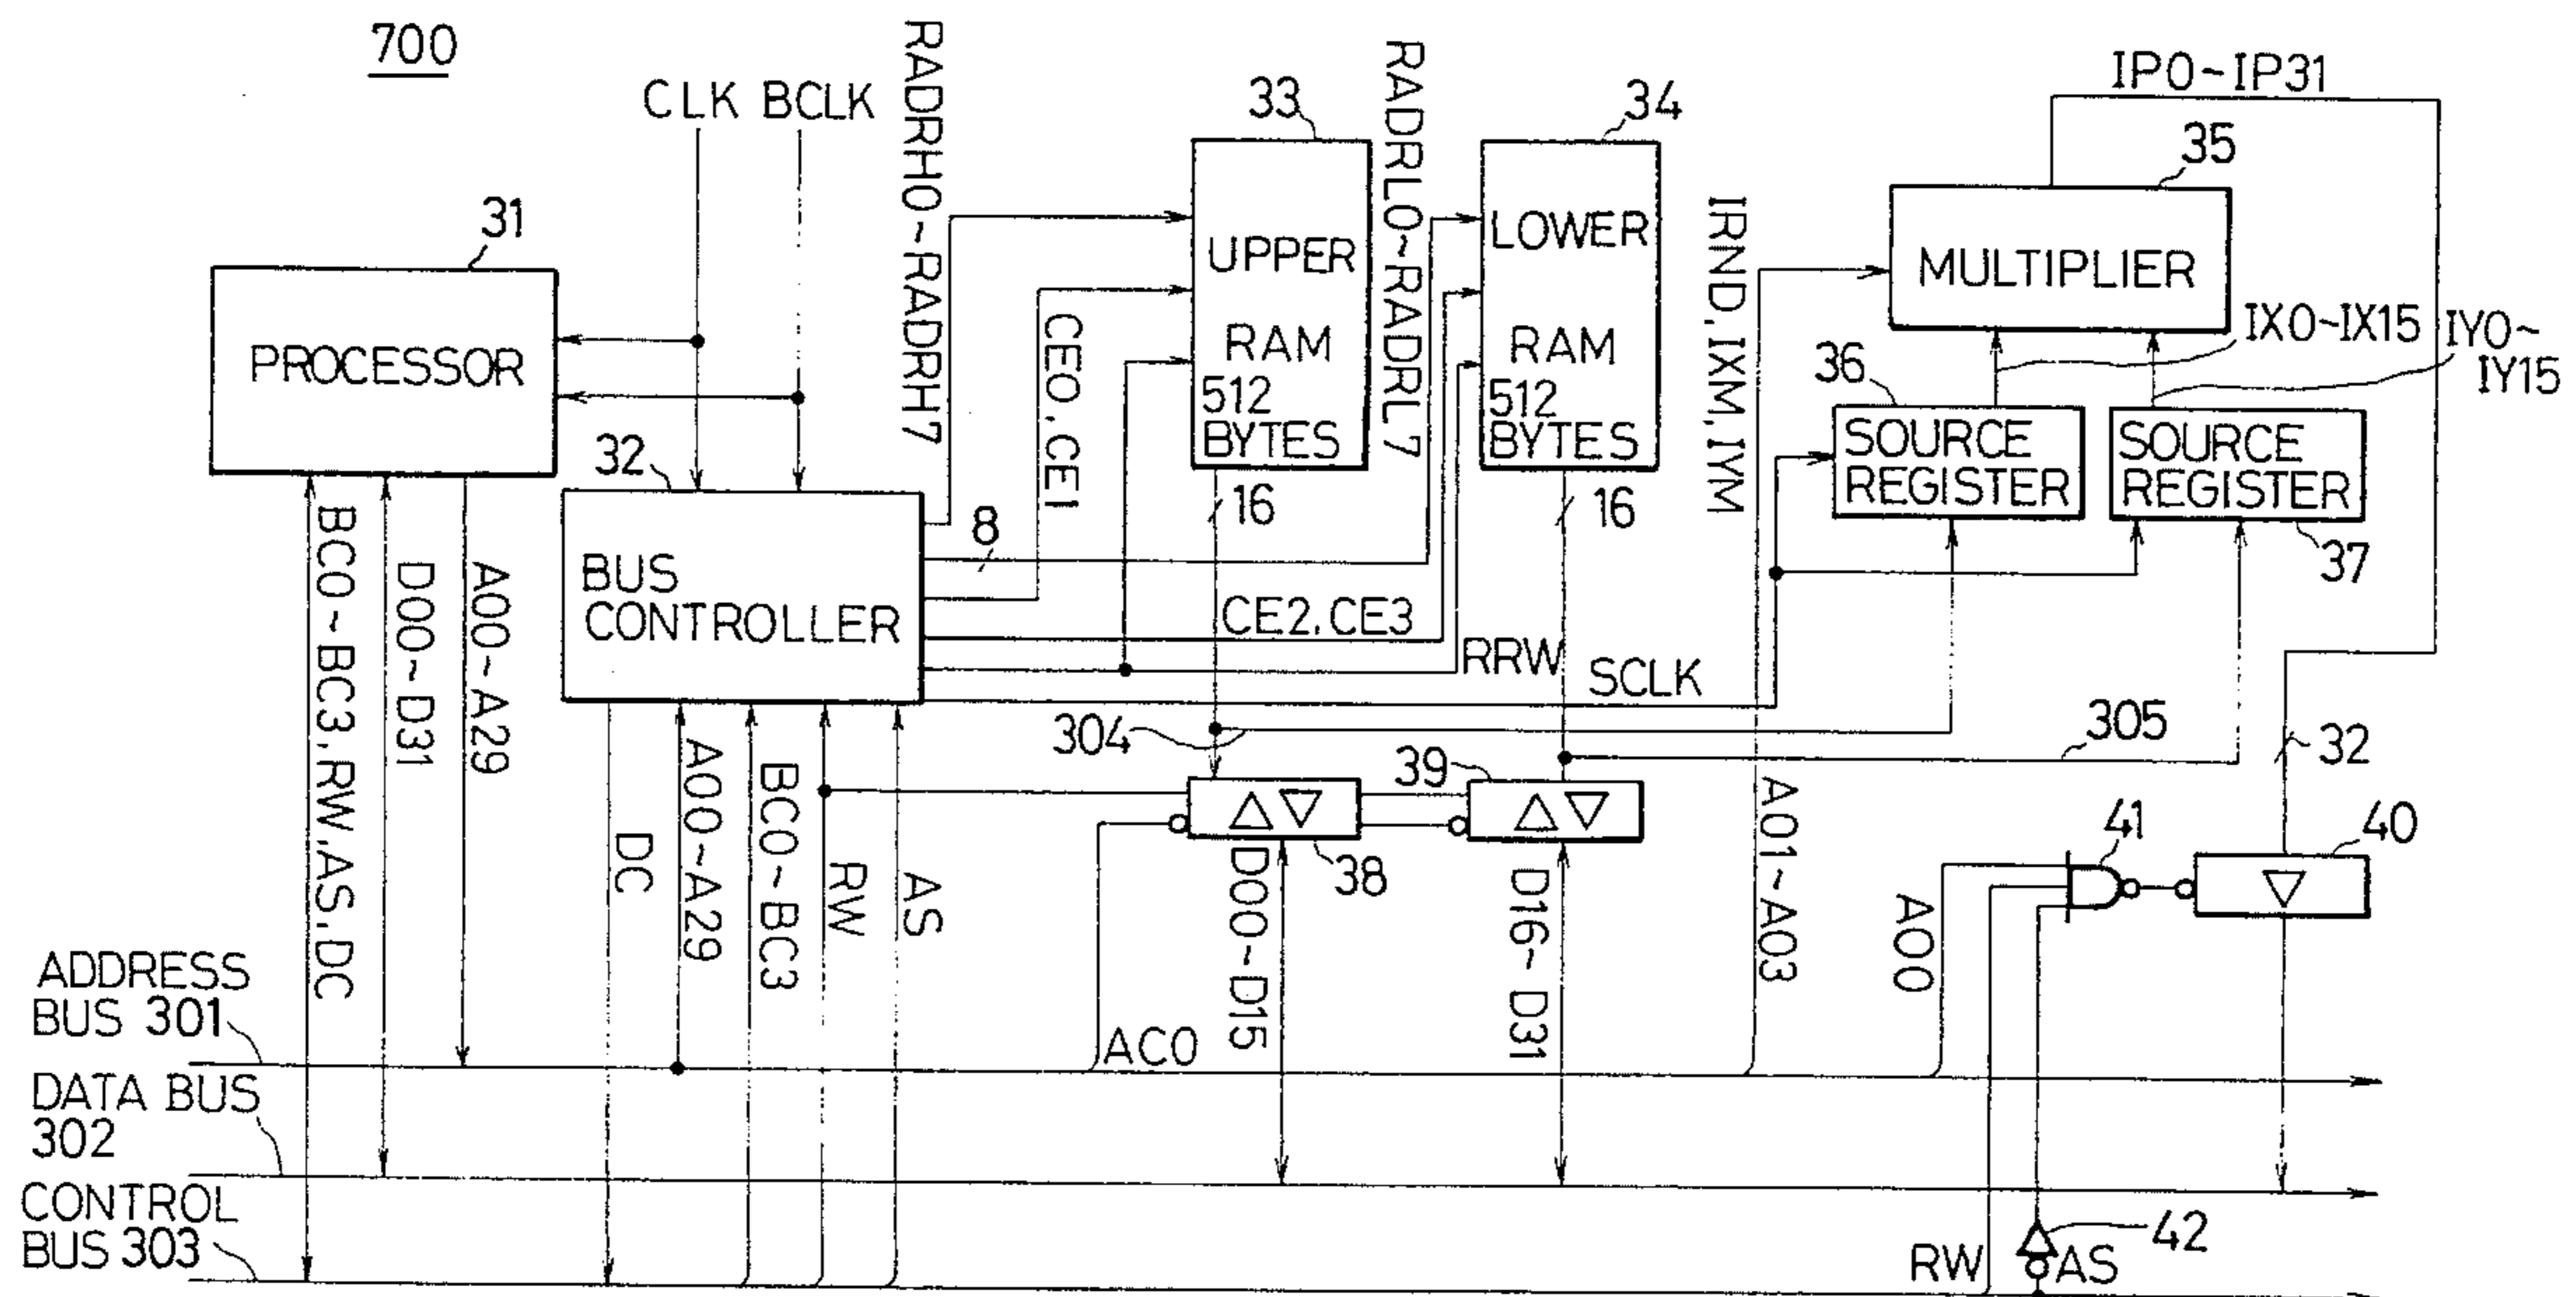 700
CLK BCLK
RADRH0~RADRH7
33
RADRL0~RADRL7
34
IP0~IP31
35
31
UPPER
RAM
512
BYTES
LOWER
RAM
512
BYTES
IRND,IXM,IYM
MULTIPLIER
PROCESSOR
CE0,CE1
IX0~IX15
IY0~
IY15
36
SOURCE
REGISTER
SOURCE
REGISTER
37
32
8
16
16
BUS
CONTROLLER
CE2,CE3
RRW
SCLK
BC0~BC3,RW,AS,DC
D00~D31
A00~A29
304
305
32
DC
A00~A29
BC0~BC3
RW
AS
39
38
A01~A03
41
40
D00~D15
D16~D31
A00
ADDRESS
BUS 301
AC0
DATA BUS
302
CONTROL
BUS 303
RW
AS
42